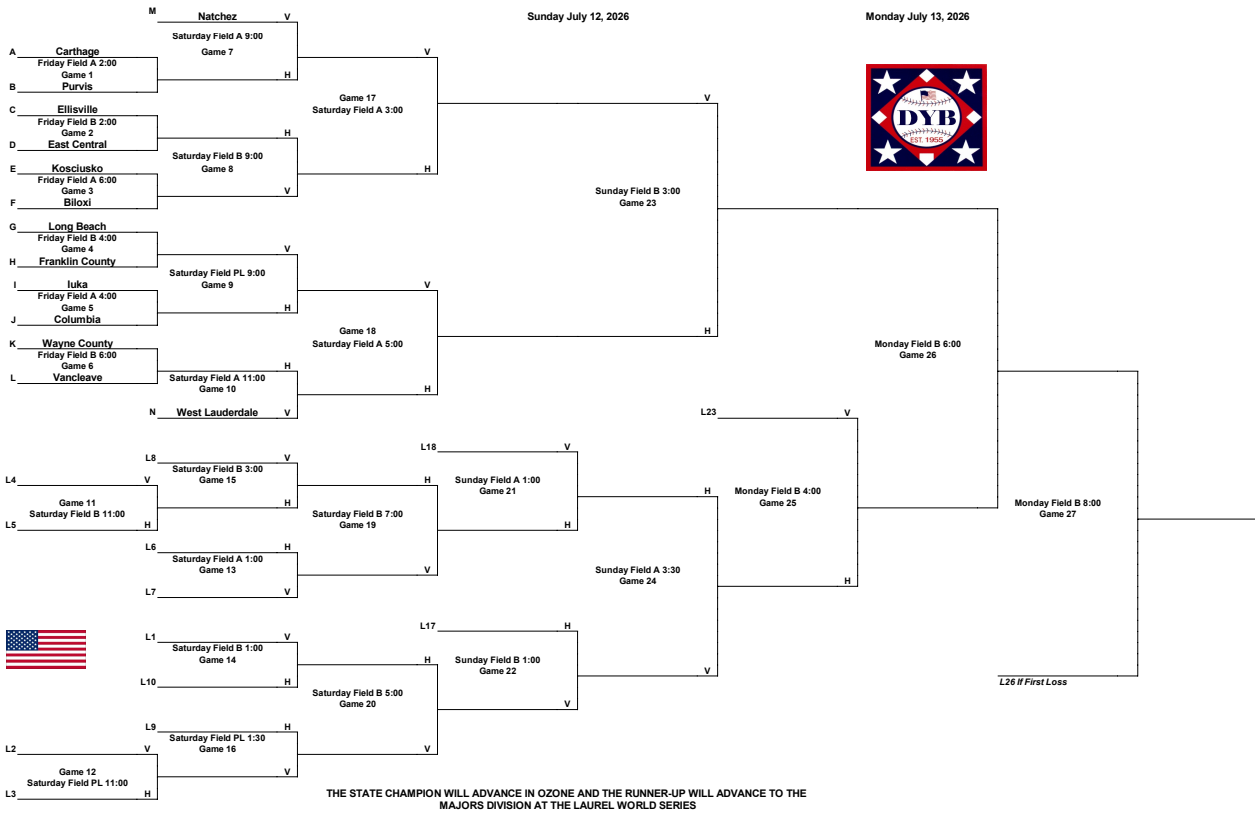 M
Natchez
V
Sunday July 12, 2026
Monday July 13, 2026
Saturday Field A 9:00
Game 7
A
Carthage
Friday Field A 2:00
Game 1
B
Purvis
V
H
C
Ellisville
Friday Field B 2:00
Game 2
D
East Central
Game 17
Saturday Field A 3:00
V
H
DYB
EST. 1955
E
Kosciusko
Friday Field A 6:00
Game 3
F
Biloxi
Saturday Field B 9:00
Game 8
V
H
Sunday Field B 3:00
Game 23
G
Long Beach
Friday Field B 4:00
Game 4
H
Franklin County
V
Saturday Field PL 9:00
Game 9
I
Iuka
Friday Field A 4:00
Game 5
J
Columbia
V
H
Game 18
Saturday Field A 5:00
H
K
Wayne County
Friday Field B 6:00
Game 6
L
Vancleave
H
Saturday Field A 11:00
Game 10
H
Monday Field B 6:00
Game 26
N
West Lauderdale
V
L23
V
L8
V
Saturday Field B 3:00
Game 15
H
L18
V
Sunday Field A 1:00
Game 21
H
L4
V
Game 11
Saturday Field B 11:00
L5
H
H
Saturday Field B 7:00
Game 19
V
H
Monday Field B 4:00
Game 25
H
Monday Field B 8:00
Game 27
L6
H
Saturday Field A 1:00
Game 13
L7
V
Sunday Field A 3:30
Game 24
L1
V
Saturday Field B 1:00
Game 14
L10
H
L17
H
Sunday Field B 1:00
Game 22
V
V
L26 If First Loss
H
Saturday Field B 5:00
Game 20
V
L9
H
Saturday Field PL 1:30
Game 16
V
L2
V
Game 12
Saturday Field PL 11:00
L3
H
THE STATE CHAMPION WILL ADVANCE IN OZONE AND THE RUNNER-UP WILL ADVANCE TO THE
MAJORS DIVISION AT THE LAUREL WORLD SERIES